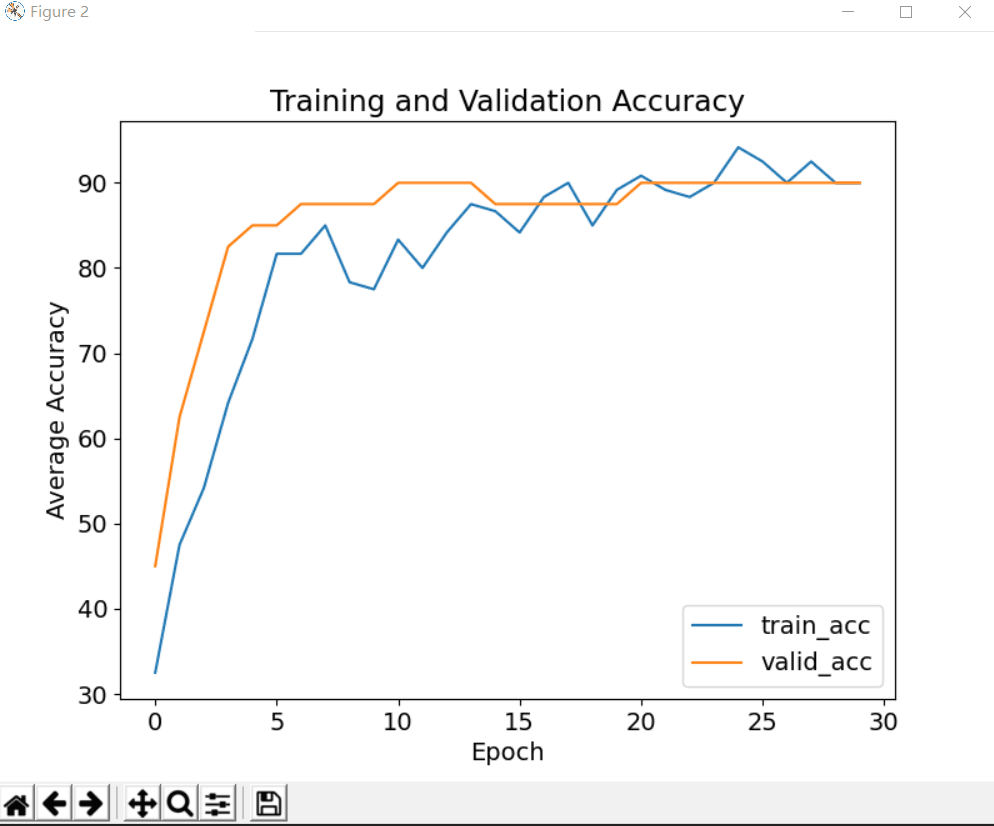 Figure 2
Training and Validation Accuracy
90
80
70
60
50
40
30
Average Accuracy
train_acc
valid_acc
0 5 10 15 20 25 30
Epoch